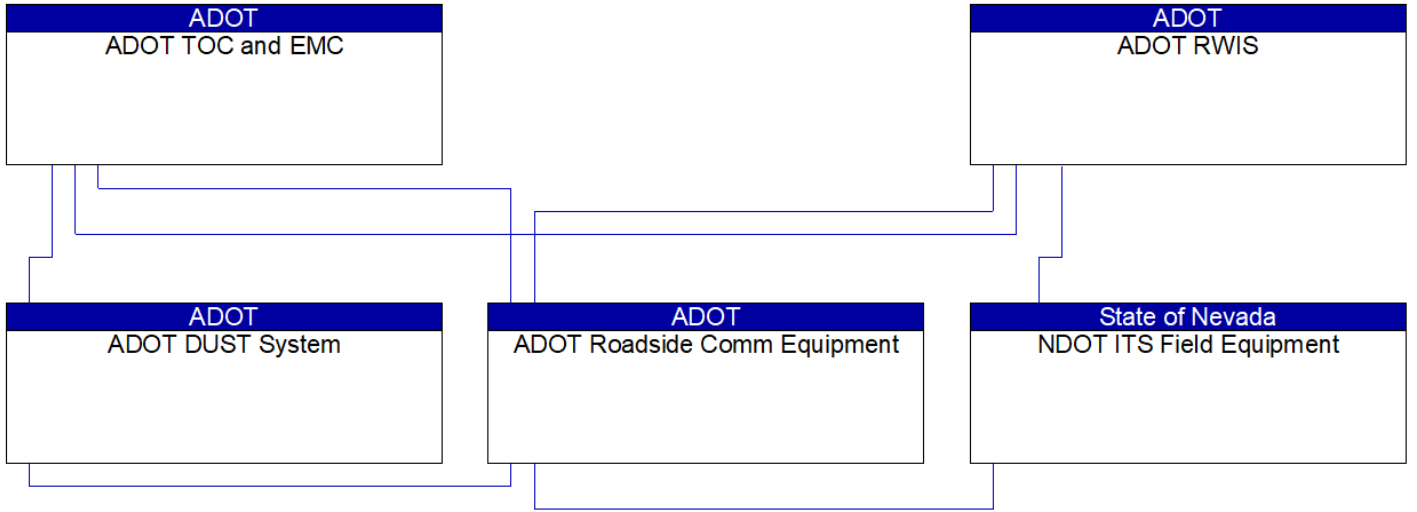 ADOT
ADOT TOC and EMC
ADOT
ADOT RWIS
ADOT
ADOT DUST System
ADOT
ADOT Roadside Comm Equipment
State of Nevada
NDOT ITS Field Equipment